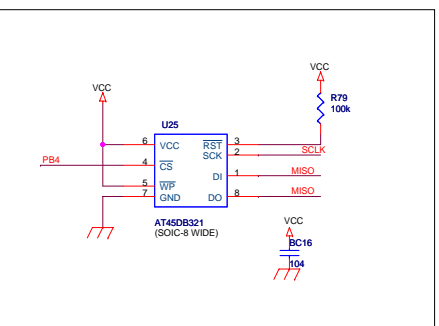 VCC
VCC
R79
100k
U25
6 VCC RST 3
SCK 2 SCLK
PB4 4 CS
DI 1 MISO
5 WP
7 GND DO 8 MISO
AT45DB321
(SOIC-8 WIDE)
VCC
BC16
104